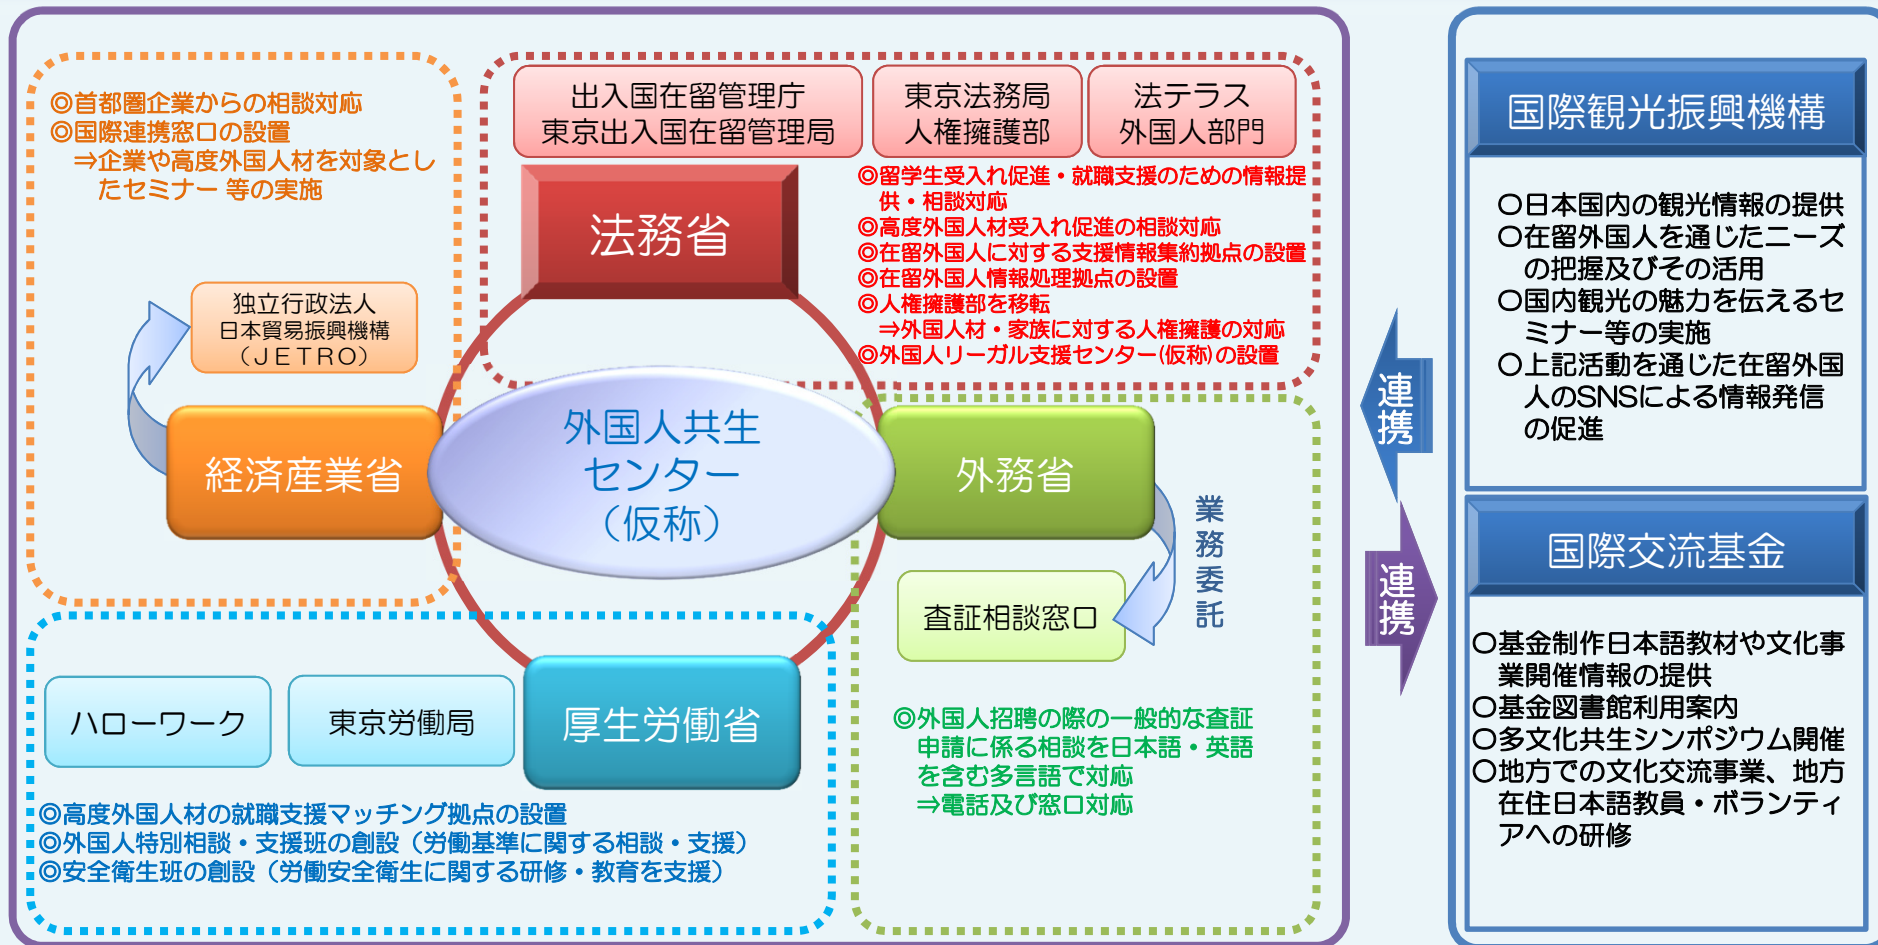 ◎首都圏企業からの相談対応
◎国際連携窓口の設置
⇒企業や高度外国人材を対象とし
たセミナー 等の実施
独立行政法人
日本貿易振興機構
(JETRO)
経済産業省
出入国在留管理庁
東京出入国在留管理局
東京法務局
人権擁護部
法テラス
外国人部門
法務省
◎留学生受入れ促進・就職支援のための情報提
供・相談対応
◎高度外国人材受入れ促進の相談対応
◎在留外国人に対する支援情報集約拠点の設置
◎在留外国人情報処理拠点の設置
◎人権擁護部を移転
⇒外国人材・家族に対する人権擁護の対応
◎外国人リーガル支援センター(仮称)の設置
外国人共生
センター
(仮称)
外務省
業務委託
査証相談窓口
◎外国人招聘の際の一般的な査証
申請に係る相談を日本語・英語
を含む多言語で対応
⇒電話及び窓口対応
ハローワーク
東京労働局
厚生労働省
◎高度外国人材の就職支援マッチング拠点の設置
◎外国人特別相談・支援班の創設(労働基準に関する相談・支援)
◎安全衛生班の創設(労働安全衛生に関する研修・教育を支援)
連携
連携
国際観光振興機構
○日本国内の観光情報の提供
○在留外国人を通じたニーズ
の把握及びその活用
○国内観光の魅力を伝えるセ
ミナー等の実施
○上記活動を通じた在留外国
人のSNSによる情報発信
の促進
国際交流基金
○基金制作日本語教材や文化事
業開催情報の提供
○基金図書館利用案内
○多文化共生シンポジウム開催
○地方での文化交流事業、地方
在住日本語教員・ボランティ
アへの研修